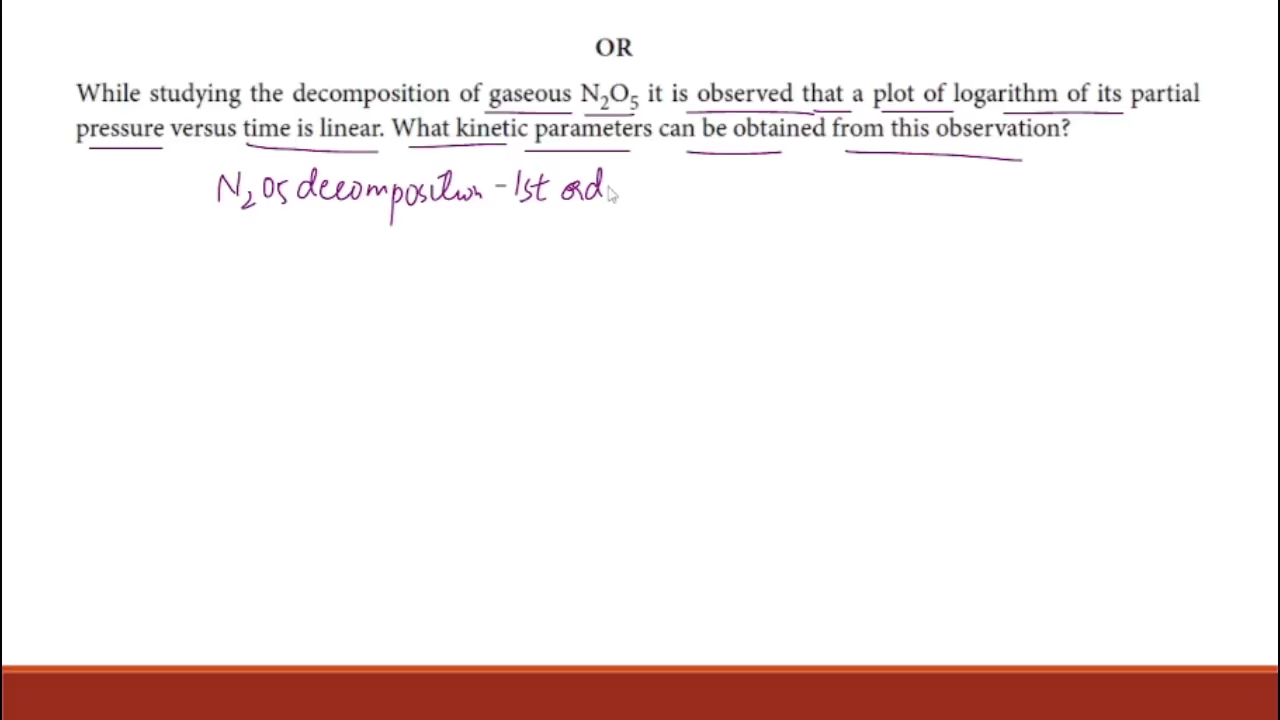 OR
While studying the decomposition of gaseous N₂O₅ it is observed that a plot of logarithm of its partial
pressure versus time is linear. What kinetic parameters can be obtained from this observation?
N₂O₅ decomposition - 1st ord